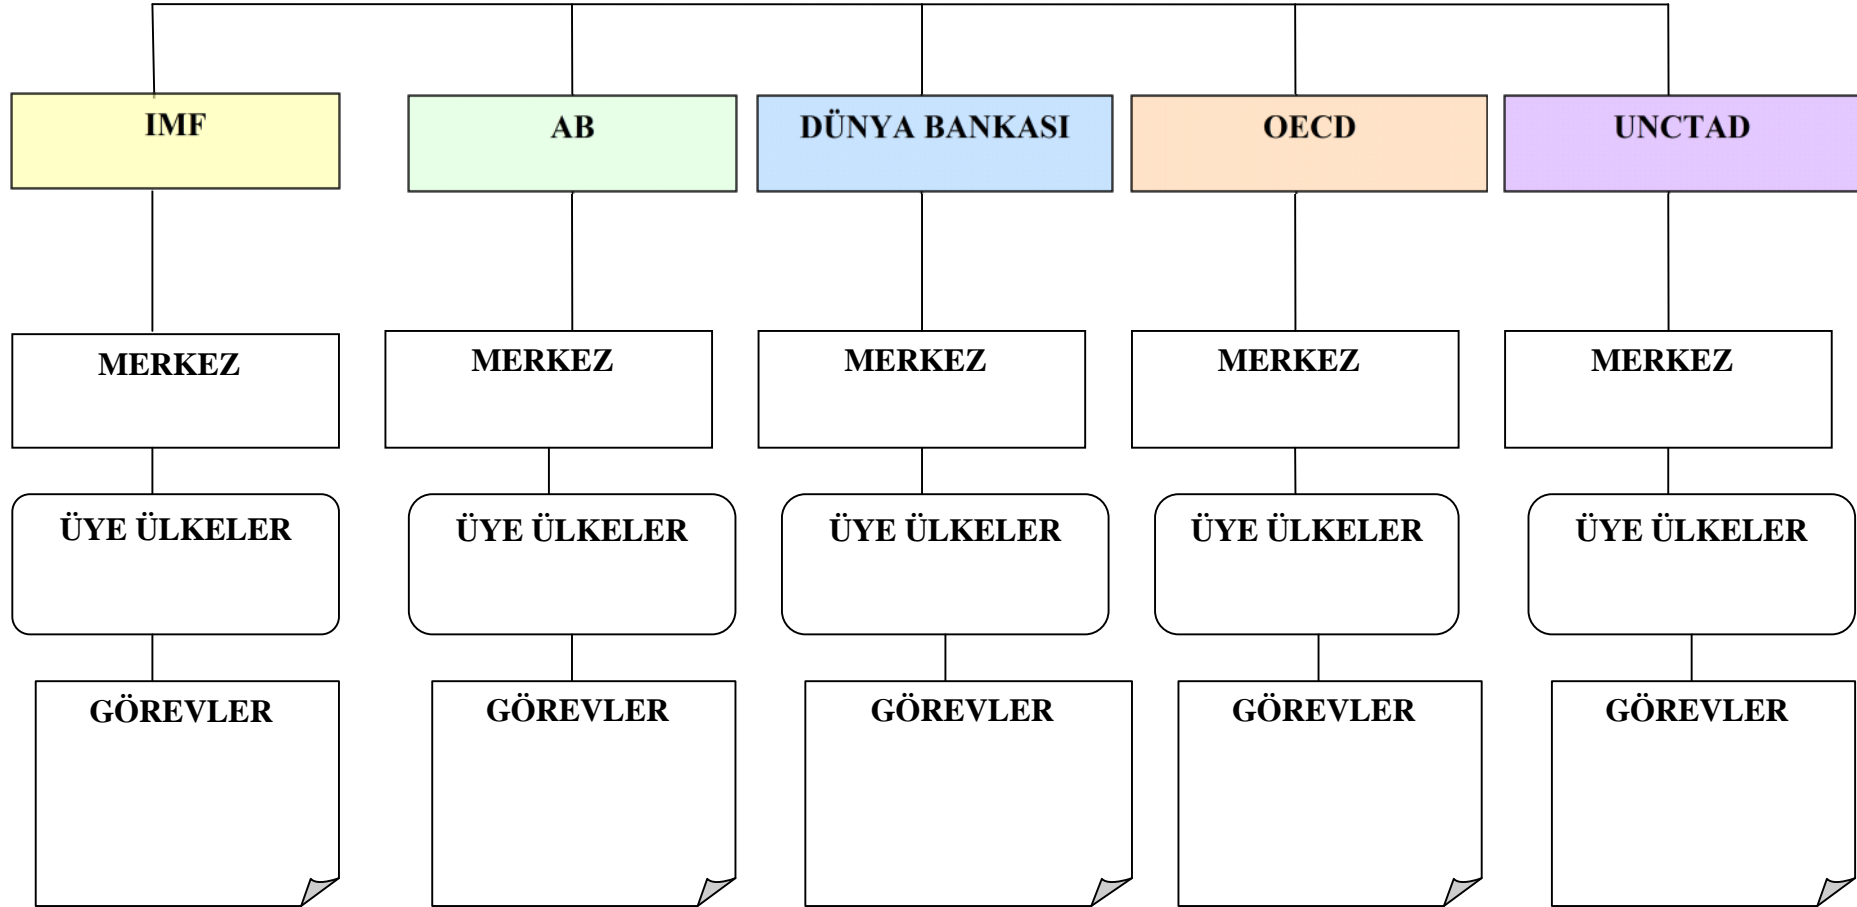 IMF
AB
DÜNYA BANKASI
OECD
UNCTAD
MERKEZ
MERKEZ
MERKEZ
MERKEZ
MERKEZ
ÜYE ÜLKELER
ÜYE ÜLKELER
ÜYE ÜLKELER
ÜYE ÜLKELER
ÜYE ÜLKELER
GÖREVLER
GÖREVLER
GÖREVLER
GÖREVLER
GÖREVLER